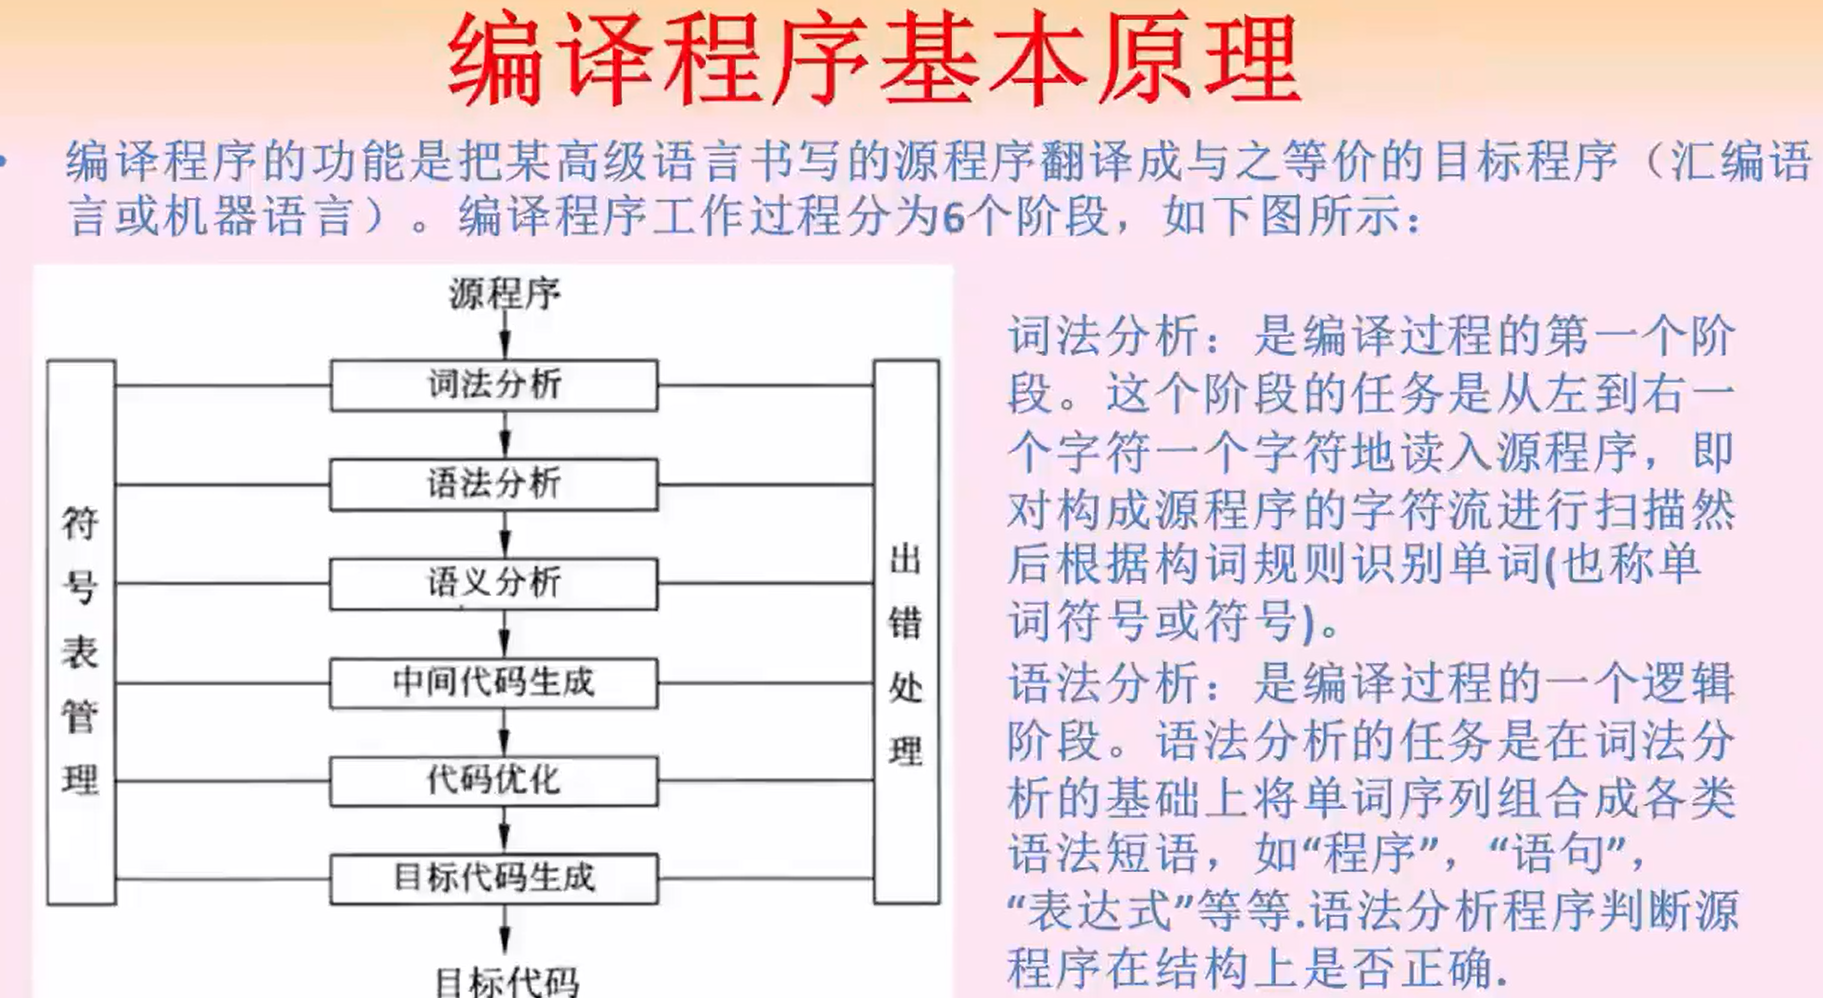 编译程序基本原理
• 编译程序的功能是把某高级语言书写的源程序翻译成与之等价的目标程序（汇编语
言或机器语言）。编译程序工作过程分为6个阶段，如下图所示：
源程序
词法分析
语法分析
语义分析
中间代码生成
代码优化
目标代码生成
目标代码
符号表管理
出错处理
词法分析：是编译过程的第一个阶
段。这个阶段的任务是从左到右一
个字符一个字符地读入源程序，即
对构成源程序的字符流进行扫描然
后根据构词规则识别单词(也称单
词符号或符号)。
语法分析：是编译过程的一个逻辑
阶段。语法分析的任务是在词法分
析的基础上将单词序列组合成各类
语法短语，如“程序”，“语句”，
“表达式”等等.语法分析程序判断源
程序在结构上是否正确.